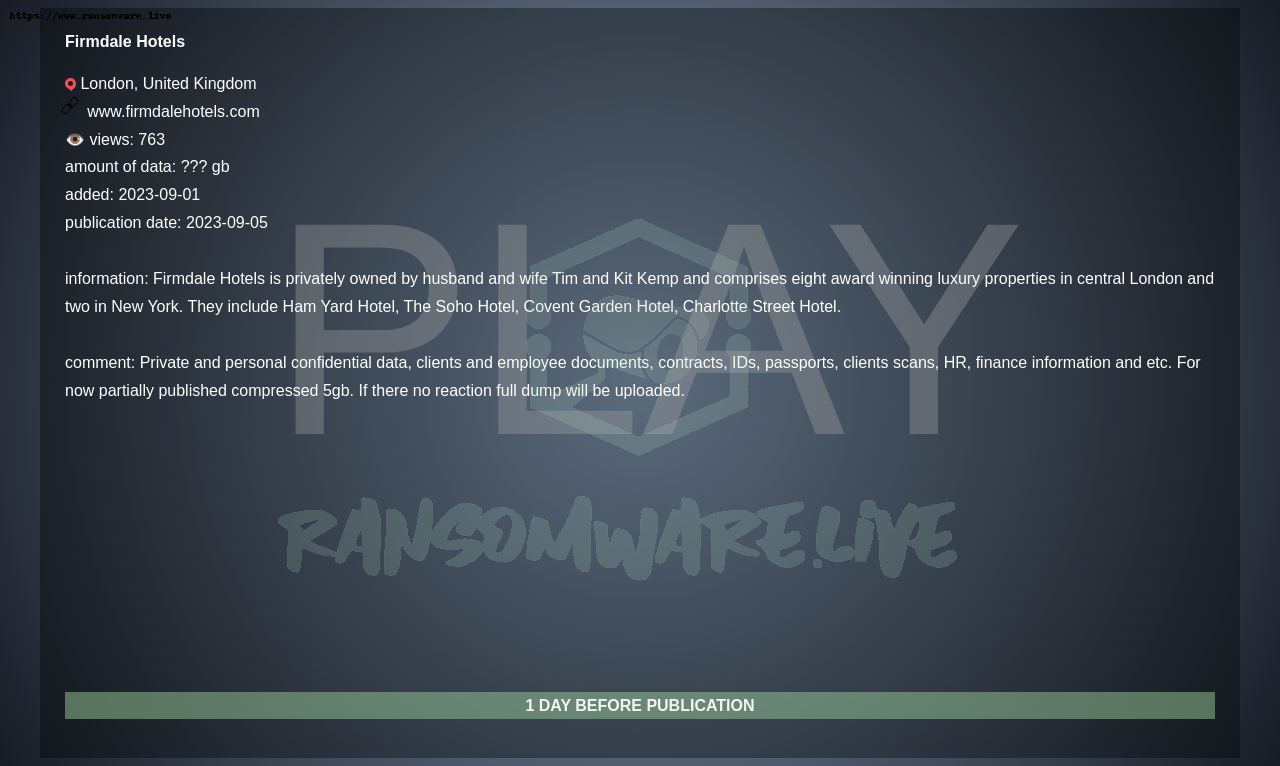 https://www.ransomware.live
Firmdale Hotels
London, United Kingdom
www.firmdalehotels.com
views: 763
amount of data: ??? gb
added: 2023-09-01
publication date: 2023-09-05
information: Firmdale Hotels is privately owned by husband and wife Tim and Kit Kemp and comprises eight award winning luxury properties in central London and
two in New York. They include Ham Yard Hotel, The Soho Hotel, Covent Garden Hotel, Charlotte Street Hotel.
comment: Private and personal confidential data, clients and employee documents, contracts, IDs, passports, clients scans, HR, finance information and etc. For
now partially published compressed 5gb. If there no reaction full dump will be uploaded.
PLAY
RANSOMWARE.LIVE
1 DAY BEFORE PUBLICATION